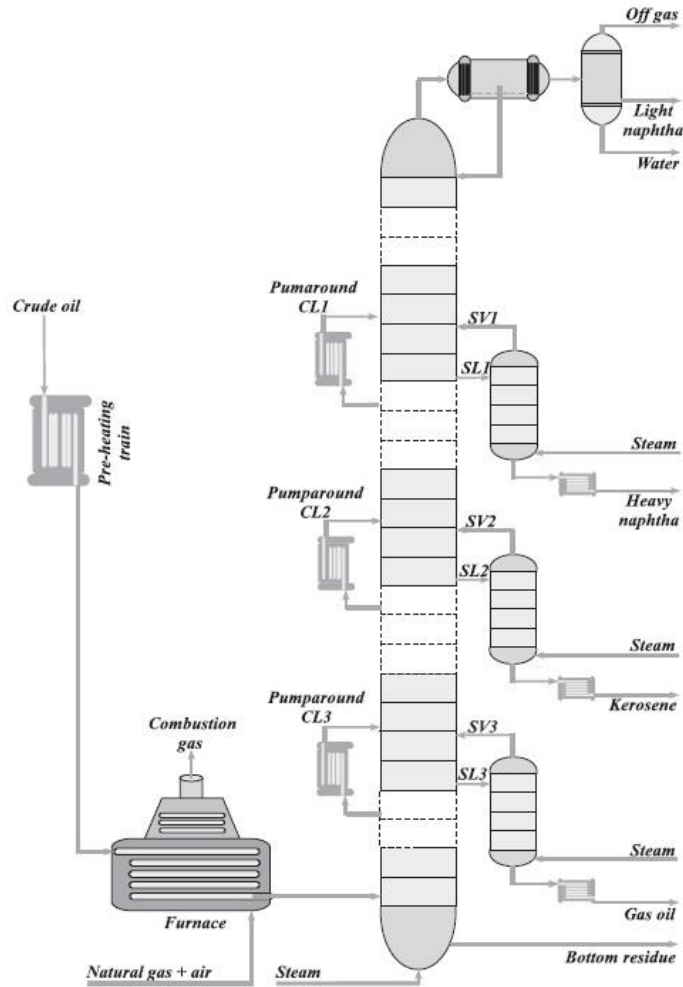 Off gas
Light
naphtha
Water
Pumaround
CL1
SV1
Crude oil
SL1
Pre-heating
train
Steam
Heavy
naphtha
Pumparound
CL2
SV2
SL2
Steam
Kerosene
Pumparound
CL3
Combustion
gas
SV3
SL3
Steam
Gas oil
Furnace
Bottom residue
Natural gas + air
Steam